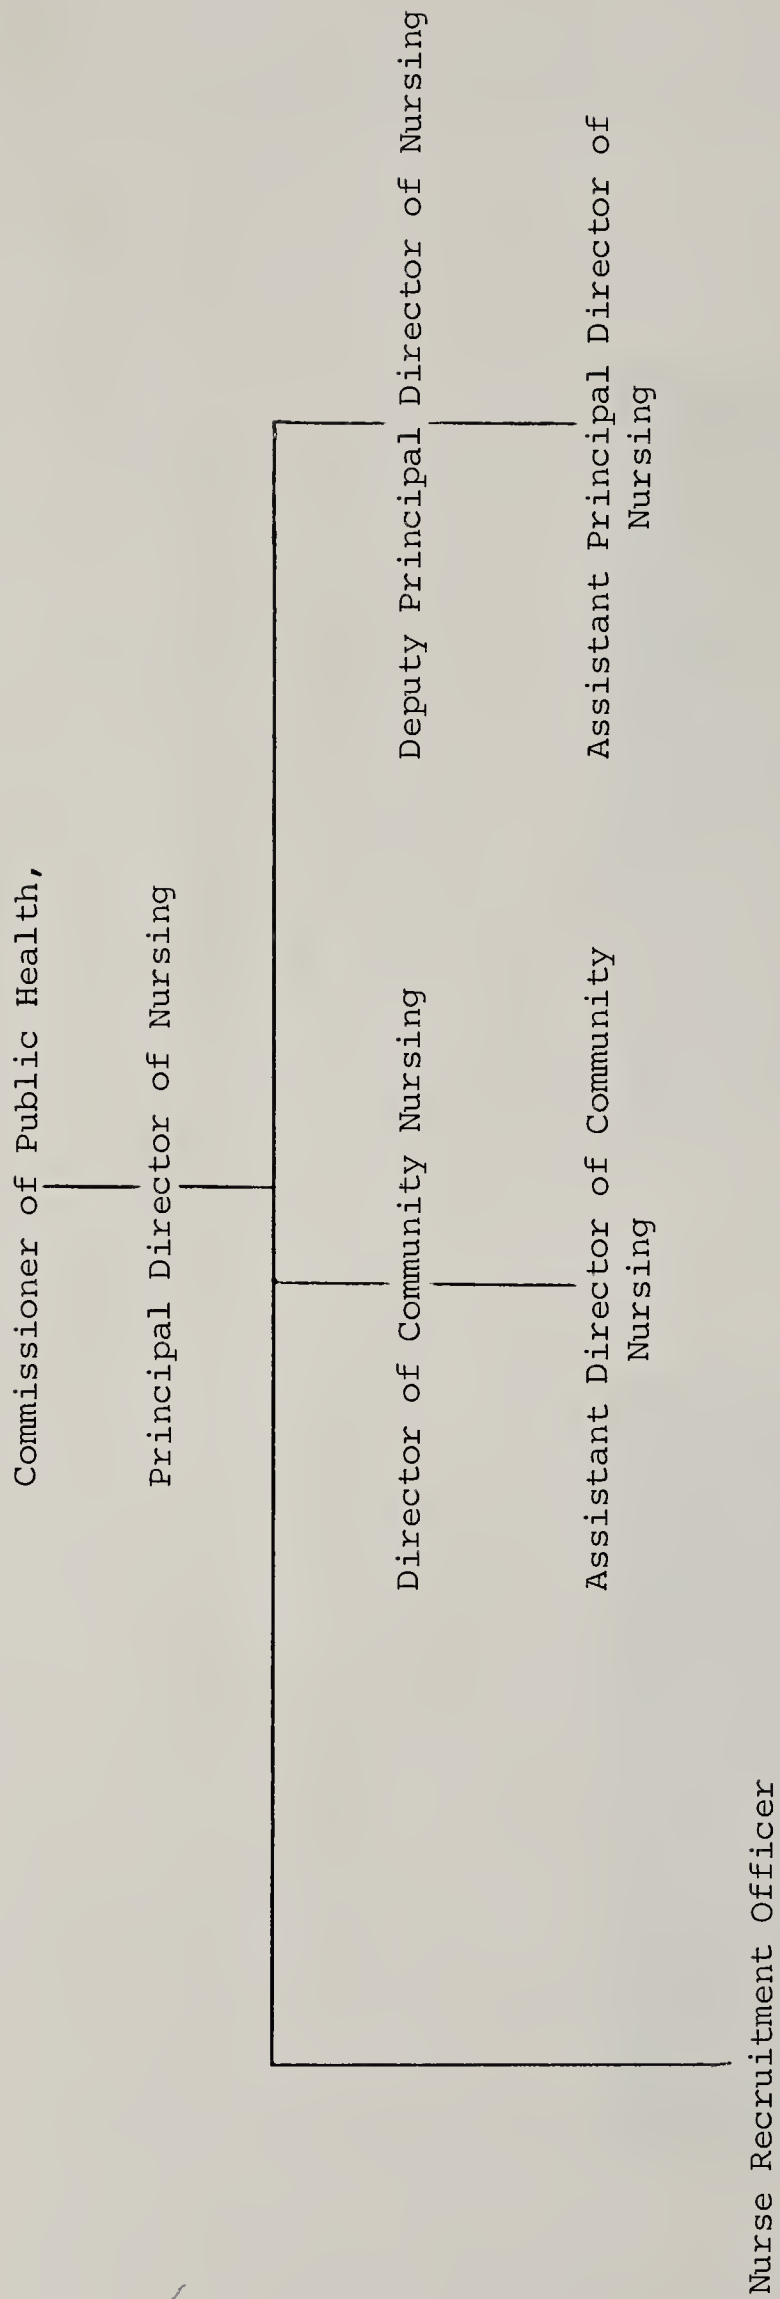 Commissioner of Public Health,
Principal Director of Nursing
Director of Community Nursing
Deputy Principal Director of Nursing
Assistant Director of Community
Nursing
Assistant Principal Director of
Nursing
Nurse Recruitment Officer